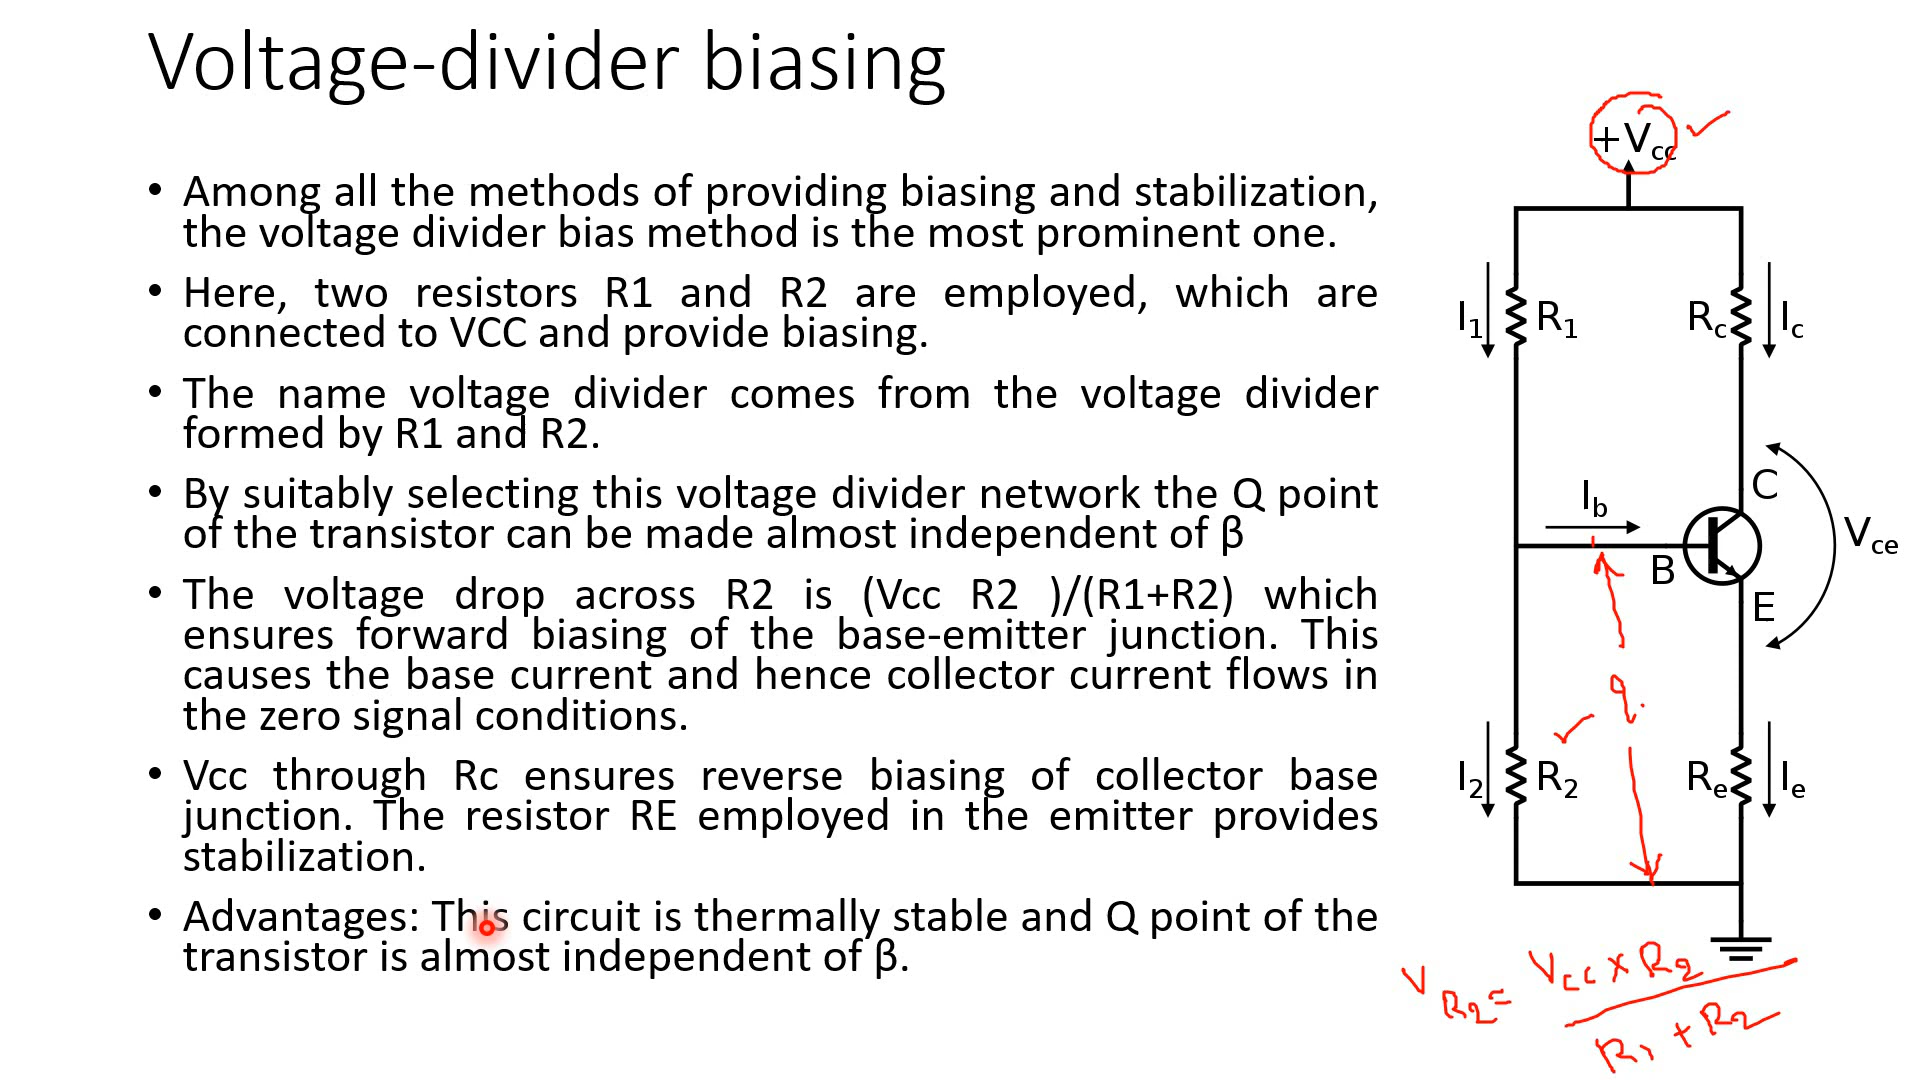 Voltage-divider biasing
• Among all the methods of providing biasing and stabilization,
the voltage divider bias method is the most prominent one.
• Here, two resistors R1 and R2 are employed, which are
connected to VCC and provide biasing.
• The name voltage divider comes from the voltage divider
formed by R1 and R2.
• By suitably selecting this voltage divider network the Q point
of the transistor can be made almost independent of β
• The voltage drop across R2 is (Vcc R2 )/(R1+R2) which
ensures forward biasing of the base-emitter junction. This
causes the base current and hence collector current flows in
the zero signal conditions.
• Vcc through Rc ensures reverse biasing of collector base
junction. The resistor RE employed in the emitter provides
stabilization.
• Advantages: This circuit is thermally stable and Q point of the
transistor is almost independent of β.
+Vcc
I1 R1 Rc Ic
C
Ib
Vce
B
E
?
I2 R2 Re Ie
VR2 = VCC × R2
R1 + R2